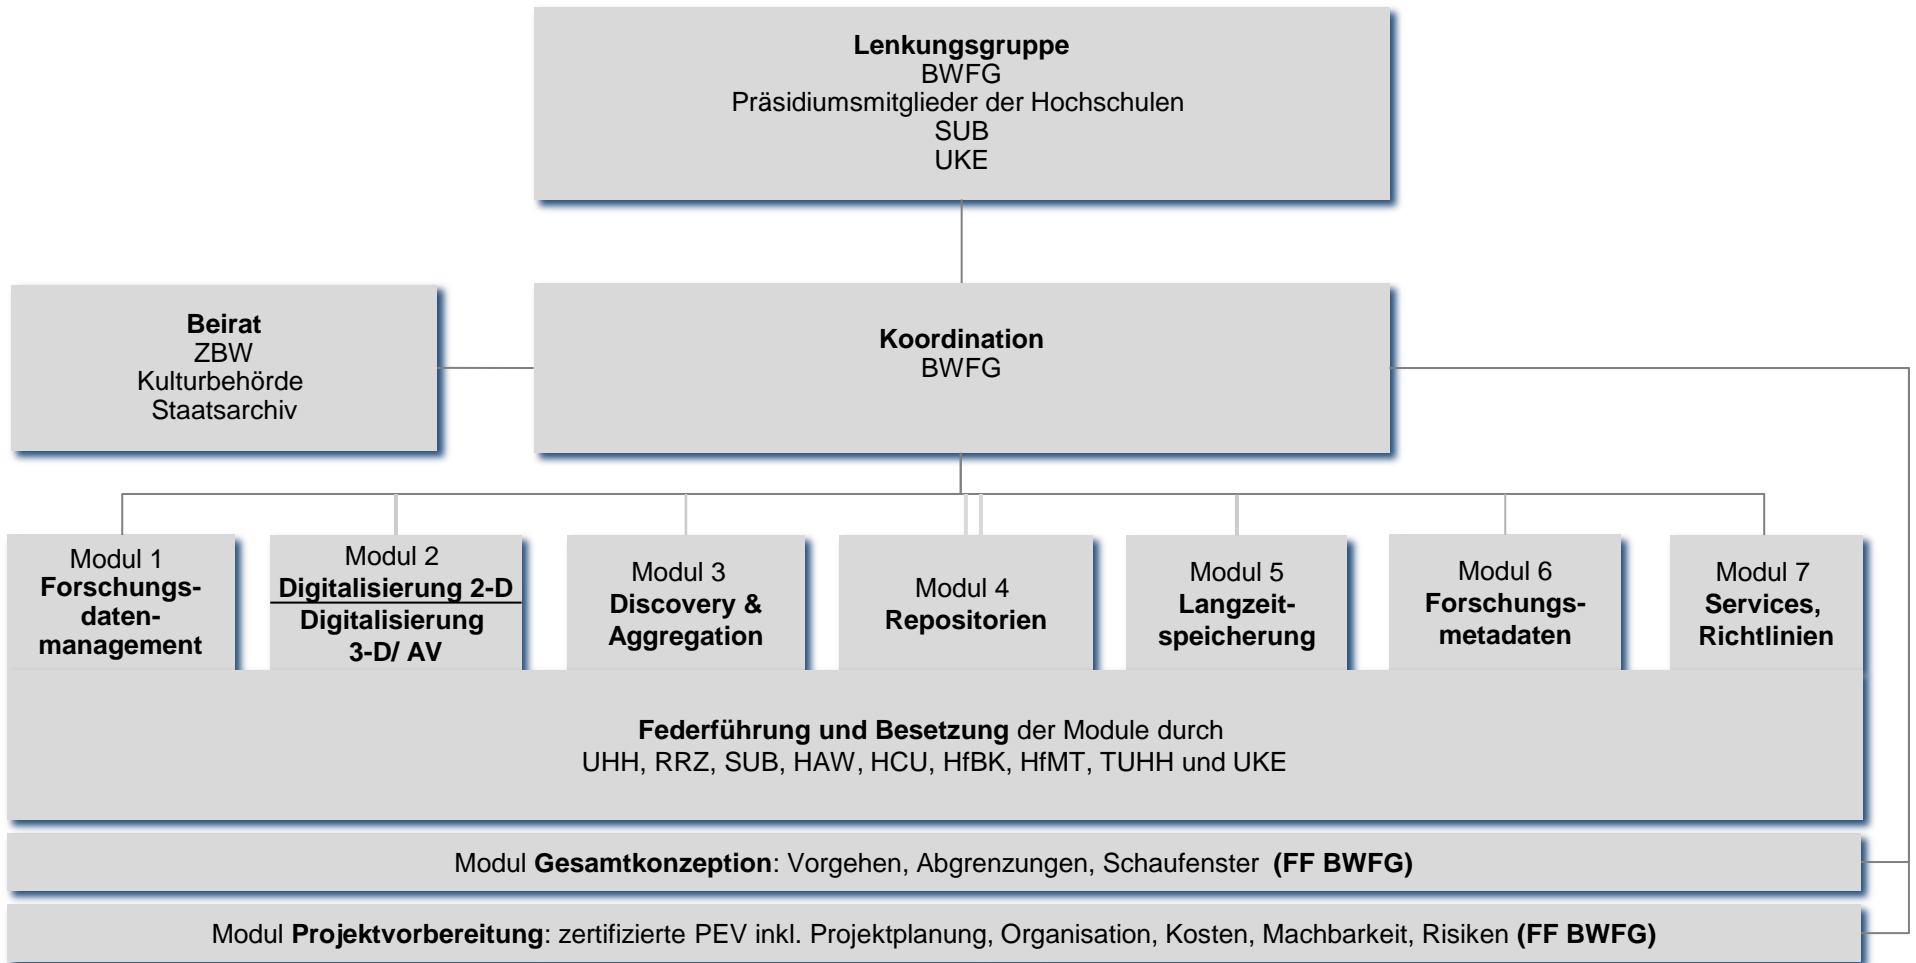 Lenkungsgruppe
BWFG
Präsidiumsmitglieder der Hochschulen
SUB
UKE
Beirat
ZBW
Kulturbehörde
Staatsarchiv
Koordination
BWFG
Modul 1
Forschungs-
daten-
management
Modul 2
Digitalisierung 2-D
Digitalisierung
3-D/ AV
Modul 3
Discovery &
Aggregation
Modul 4
Repositorien
Modul 5
Langzeit-
speicherung
Modul 6
Forschungs-
metadaten
Modul 7
Services,
Richtlinien
Federführung und Besetzung der Module durch
UHH, RRZ, SUB, HAW, HCU, HfBK, HfMT, TUHH und UKE
Modul Gesamtkonzeption: Vorgehen, Abgrenzungen, Schaufenster (FF BWFG)
Modul Projektvorbereitung: zertifizierte PEV inkl. Projektplanung, Organisation, Kosten, Machbarkeit, Risiken (FF BWFG)